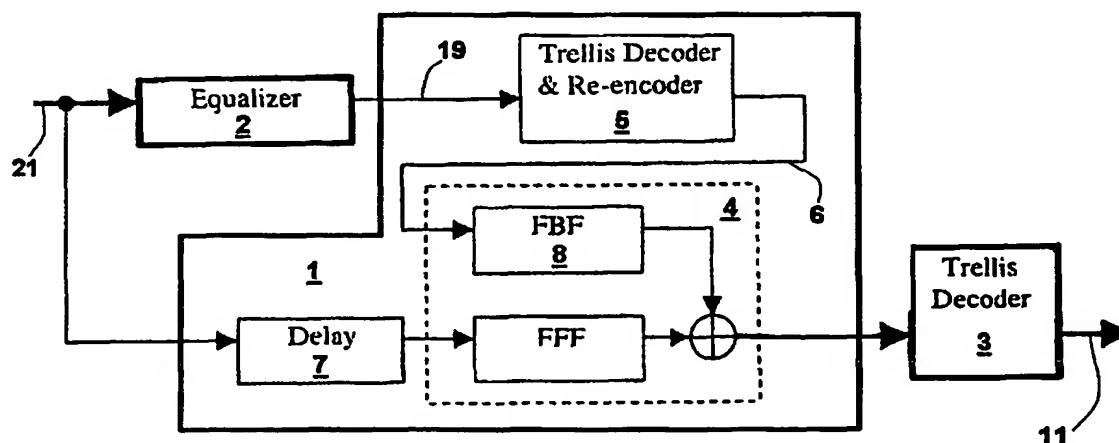 19
Trellis Decoder
& Re-encoder
5
Equalizer
2
21
6
4
FBF
8
1
Trellis
Decoder
3
Delay
7
FFF
11